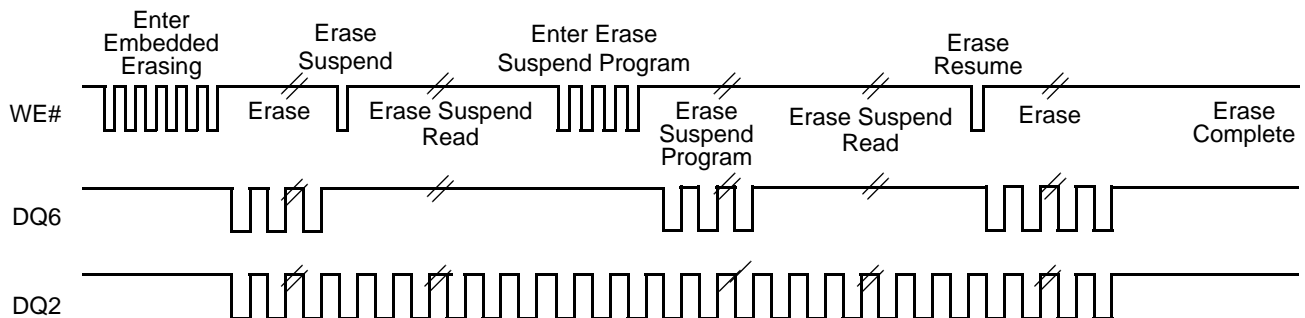 Enter
Embedded
Erasing
Erase
Suspend
Enter Erase
Suspend Program
Erase
Resume
WE#
Erase
Erase Suspend
Read
Erase
Suspend
Program
Erase Suspend
Read
Erase
Erase
Complete
DQ6
DQ2